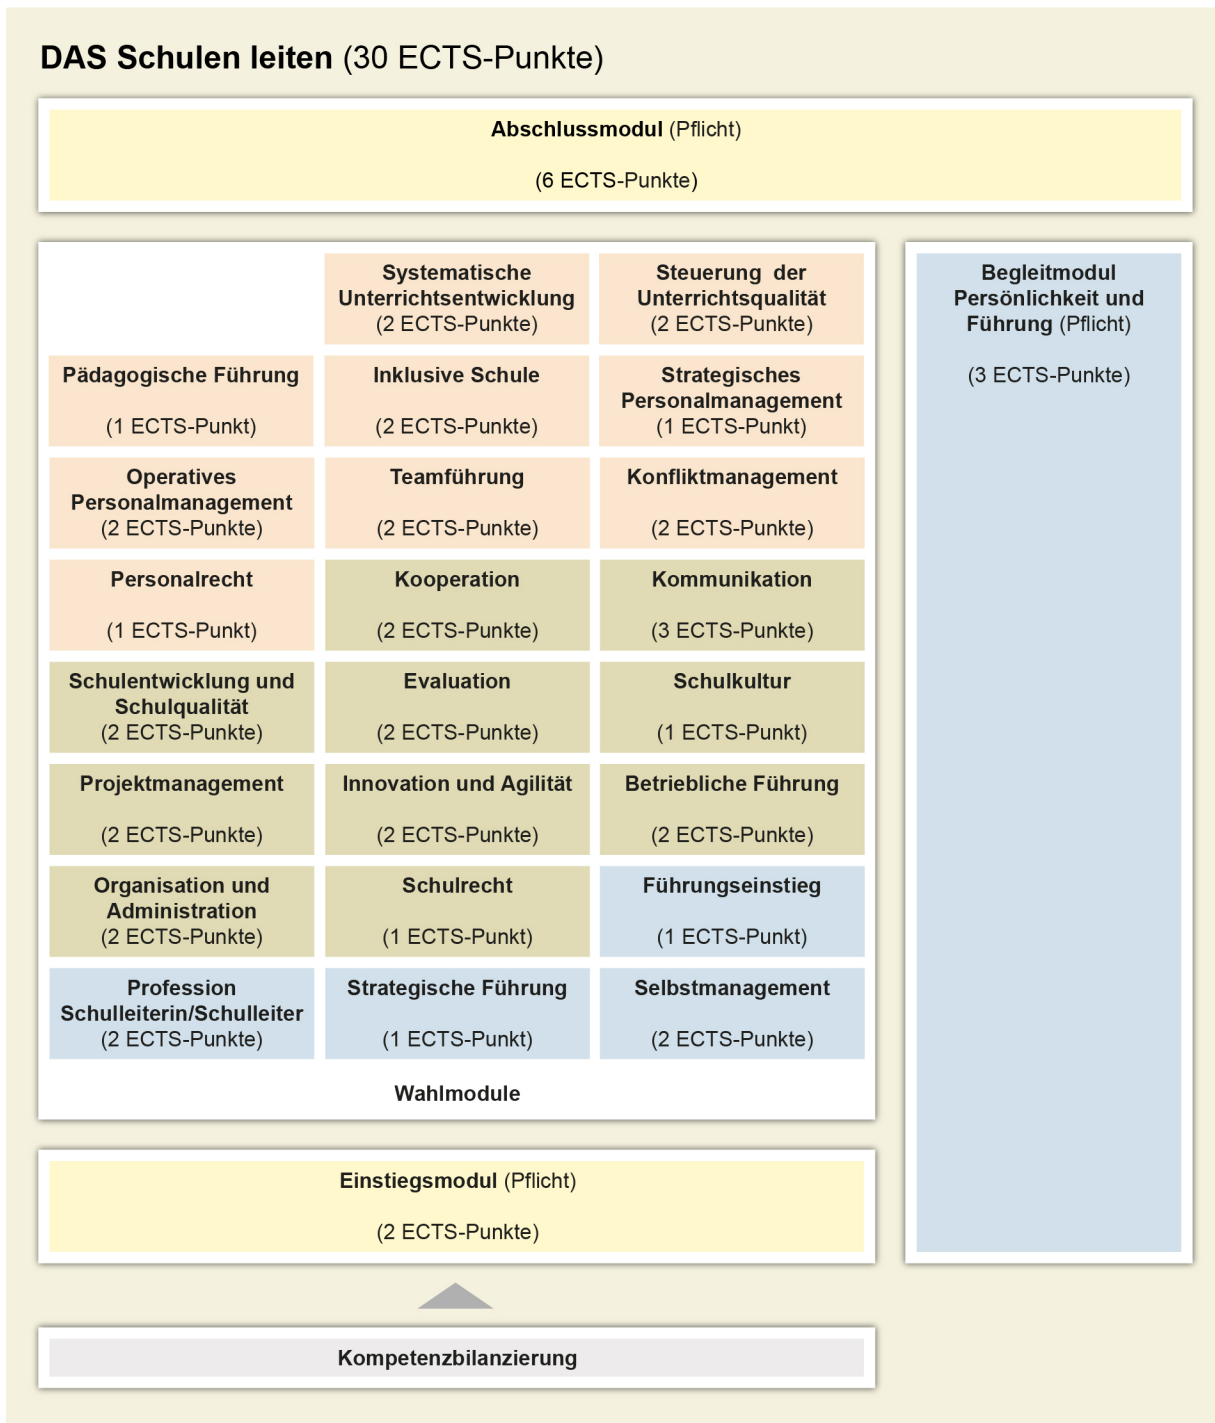 DAS Schulen leiten (30 ECTS-Punkte)
Abschlussmodul (Pflicht)
(6 ECTS-Punkte)
Systematische
Unterrichtsentwicklung
(2 ECTS-Punkte)
Steuerung der
Unterrichtsqualität
(2 ECTS-Punkte)
Pädagogische Führung
(1 ECTS-Punkt)
Inklusive Schule
(2 ECTS-Punkte)
Strategisches
Personalmanagement
(1 ECTS-Punkt)
Operatives
Personalmanagement
(2 ECTS-Punkte)
Teamführung
(2 ECTS-Punkte)
Konfliktmanagement
(2 ECTS-Punkte)
Personalrecht
(1 ECTS-Punkt)
Kooperation
(2 ECTS-Punkte)
Kommunikation
(3 ECTS-Punkte)
Schulentwicklung und
Schulqualität
(2 ECTS-Punkte)
Evaluation
(2 ECTS-Punkte)
Schulkultur
(1 ECTS-Punkt)
Projektmanagement
(2 ECTS-Punkte)
Innovation und Agilität
(2 ECTS-Punkte)
Betriebliche Führung
(2 ECTS-Punkte)
Organisation und
Administration
(2 ECTS-Punkte)
Schulrecht
(1 ECTS-Punkt)
Führungseinstieg
(1 ECTS-Punkt)
Profession
Schulleiterin/Schulleiter
(2 ECTS-Punkte)
Strategische Führung
(1 ECTS-Punkt)
Selbstmanagement
(2 ECTS-Punkte)
Wahlmodule
Begleitmodul
Persönlichkeit und
Führung (Pflicht)
(3 ECTS-Punkte)
Einstiegsmodul (Pflicht)
(2 ECTS-Punkte)
Kompetenzbilanzierung